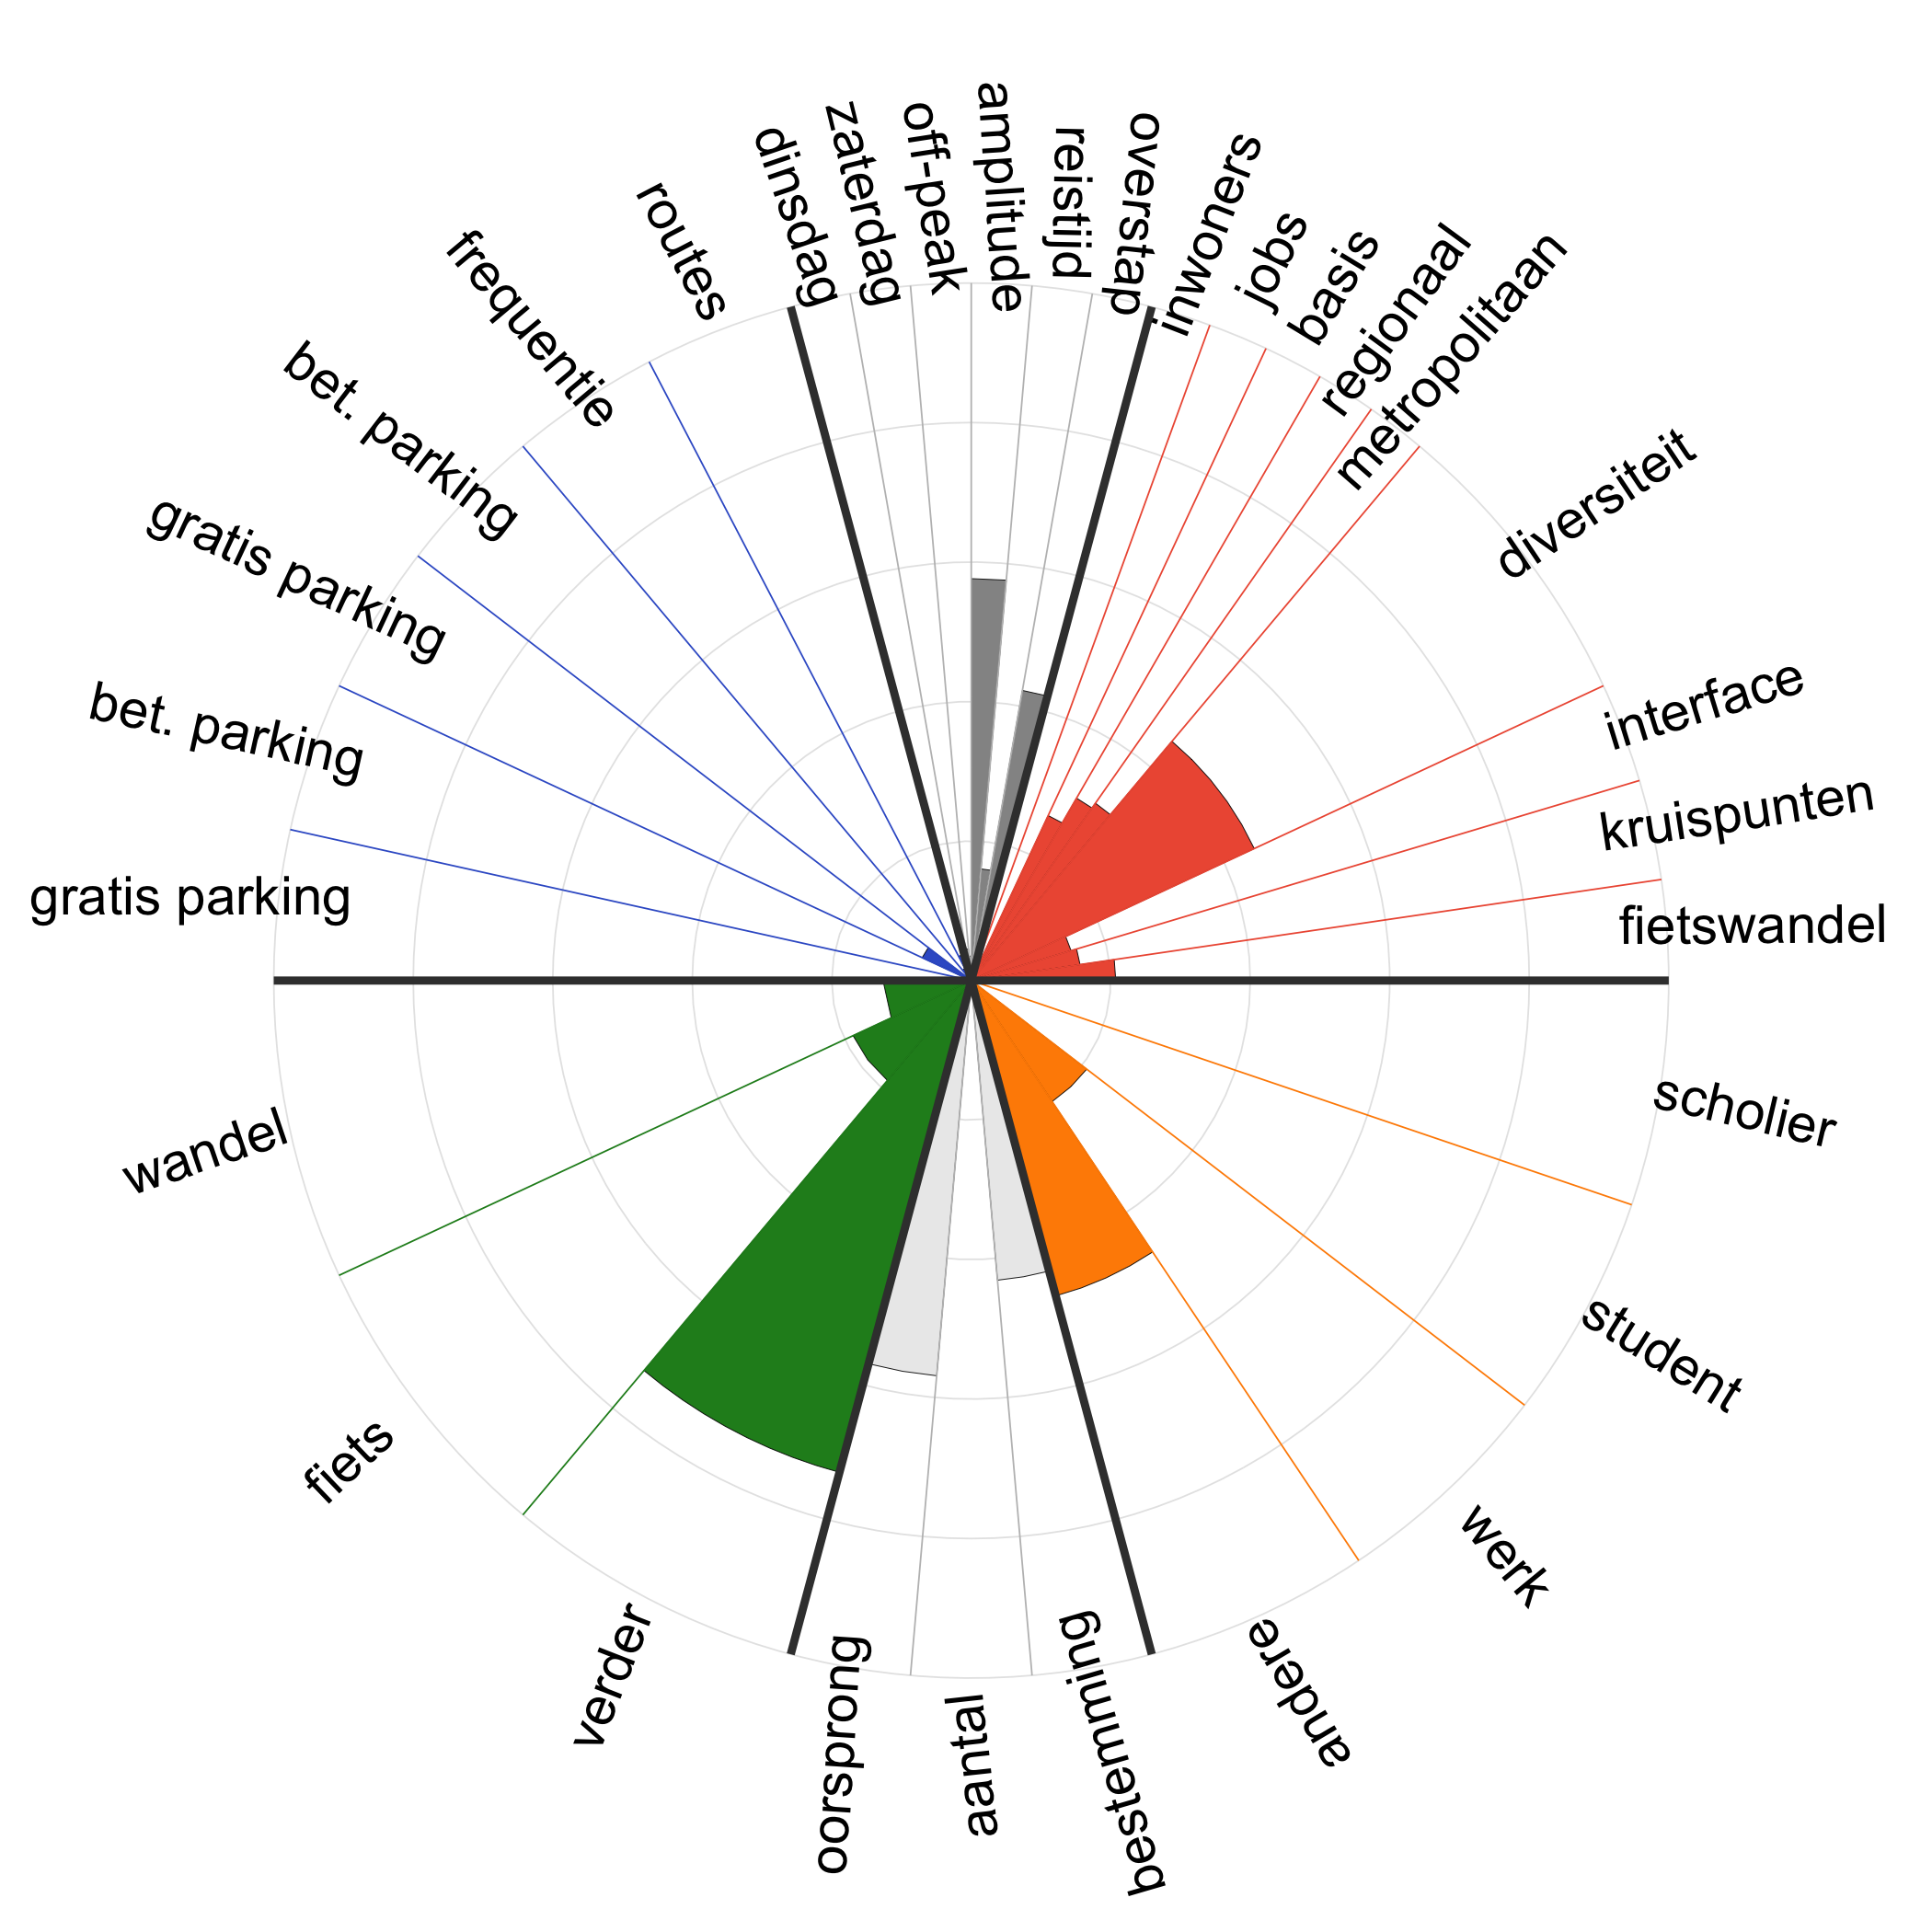 dinsdag
zaterdag
off-peak
amplitude
reistijd
overstap
inwoners
jobs
basis
regionaal
metropolitaan
diversiteit
interface
kruispunten
fietswandel
scholier
student
werk
andere
bestemming
aantal
oorsprong
verder
fiets
wandel
gratis parking
bet. parking
gratis parking
bet. parking
frequentie
routes